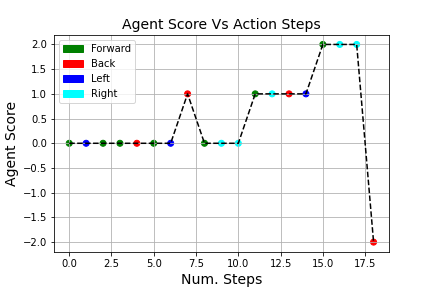 Agent Score Vs Action Steps
Agent Score
2.0
1.5
1.0
0.5
0.0
−0.5
−1.0
−1.5
−2.0
Forward
Back
Left
Right
0.0 2.5 5.0 7.5 10.0 12.5 15.0 17.5
Num. Steps